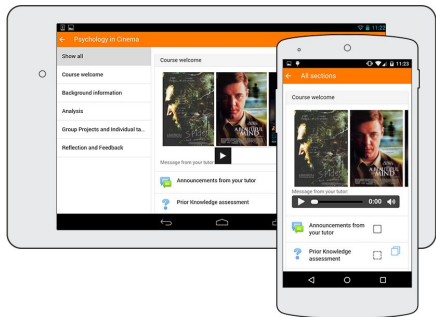 11:22
Psychology in Cinema
Show all
Course welcome
Background information
Analysis
Group Projects and Individual ta..
Reflection and Feedback
Course welcome
A BEAUTIFUL
MIND
Message from your tutor
Announcements from your tutor
Prior Knowledge assessment
11:23
All sections
Course welcome
A BEAUTIFUL
MIND
Message from your tutor
0:00
Announcements from
your tutor
Prior Knowledge
assessment